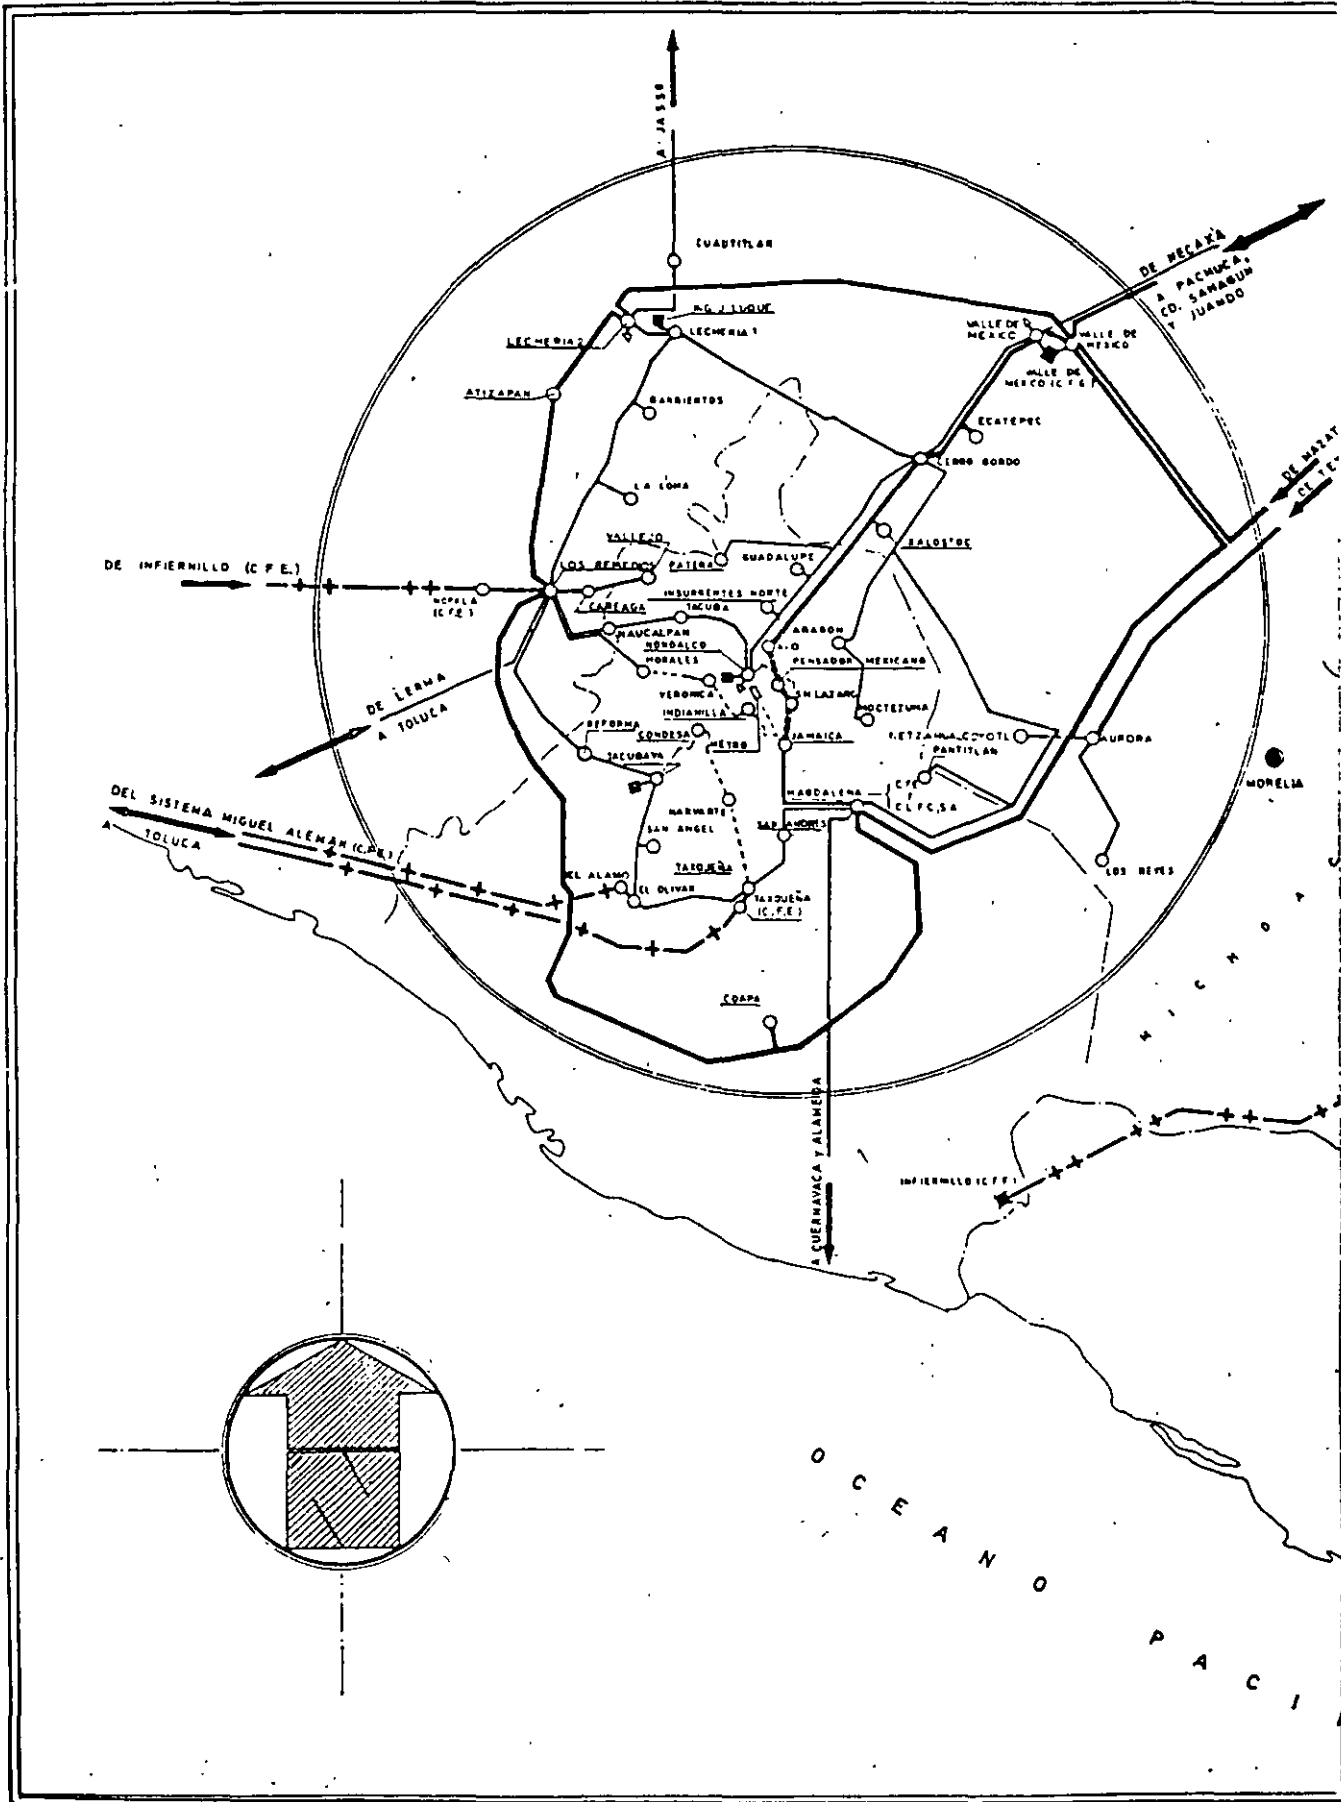 A JASSO
CUAUTITLAN
DE NECAXA
A PACHUCA,
CD. SAHAGUN
Y JUANDO
ING. J. LUQUE
LECHERIA 1
LECHERIA 2
VALLE DE
MEXICO
VALLE DE
MEXICO
VALLE DE
MEXICO (C.F.E.)
ATIZAPAN
BARRIENTOS
ECATEPEC
CERRO GORDO
LA LOMA
VALLEJO
PATERA
GUADALUPE
XALOSTOC
DE INFIERNILLO (C.F.E.)
LOS REMEDIOS
NOPALA
(C.F.E.)
CAREAGA
INSURGENTES NORTE
TACUBA
NAUCALPAN
NONOALCO
MORALES
ARAGON
PENSADOR MEXICANO
VERONICA
INDIANILLA
SN LAZARO
MOCTEZUMA
DE LERMA
A TOLUCA
REFORMA
CONDESA
METRO
JAMAICA
NETZAHUALCOYOTL
PANTITLAN
AURORA
TACUBAYA
MORELIA
MAGDALENA
C.F.E.
Y
C.L.F.C,S.A
DEL SISTEMA MIGUEL ALEMAN (C.F.E.)
A TOLUCA
NARVARTE
SAN ANGEL
SAN ANDRES
TAXQUEÑA
EL ALAMO
EL OLIVAR
TAXQUEÑA
(C.F.E.)
LOS REYES
COAPA
A CUERNAVACA y ALAMEDA
M I C H O A
INFIERNILLO (C.F.E.)
O C E A N O
P A C I